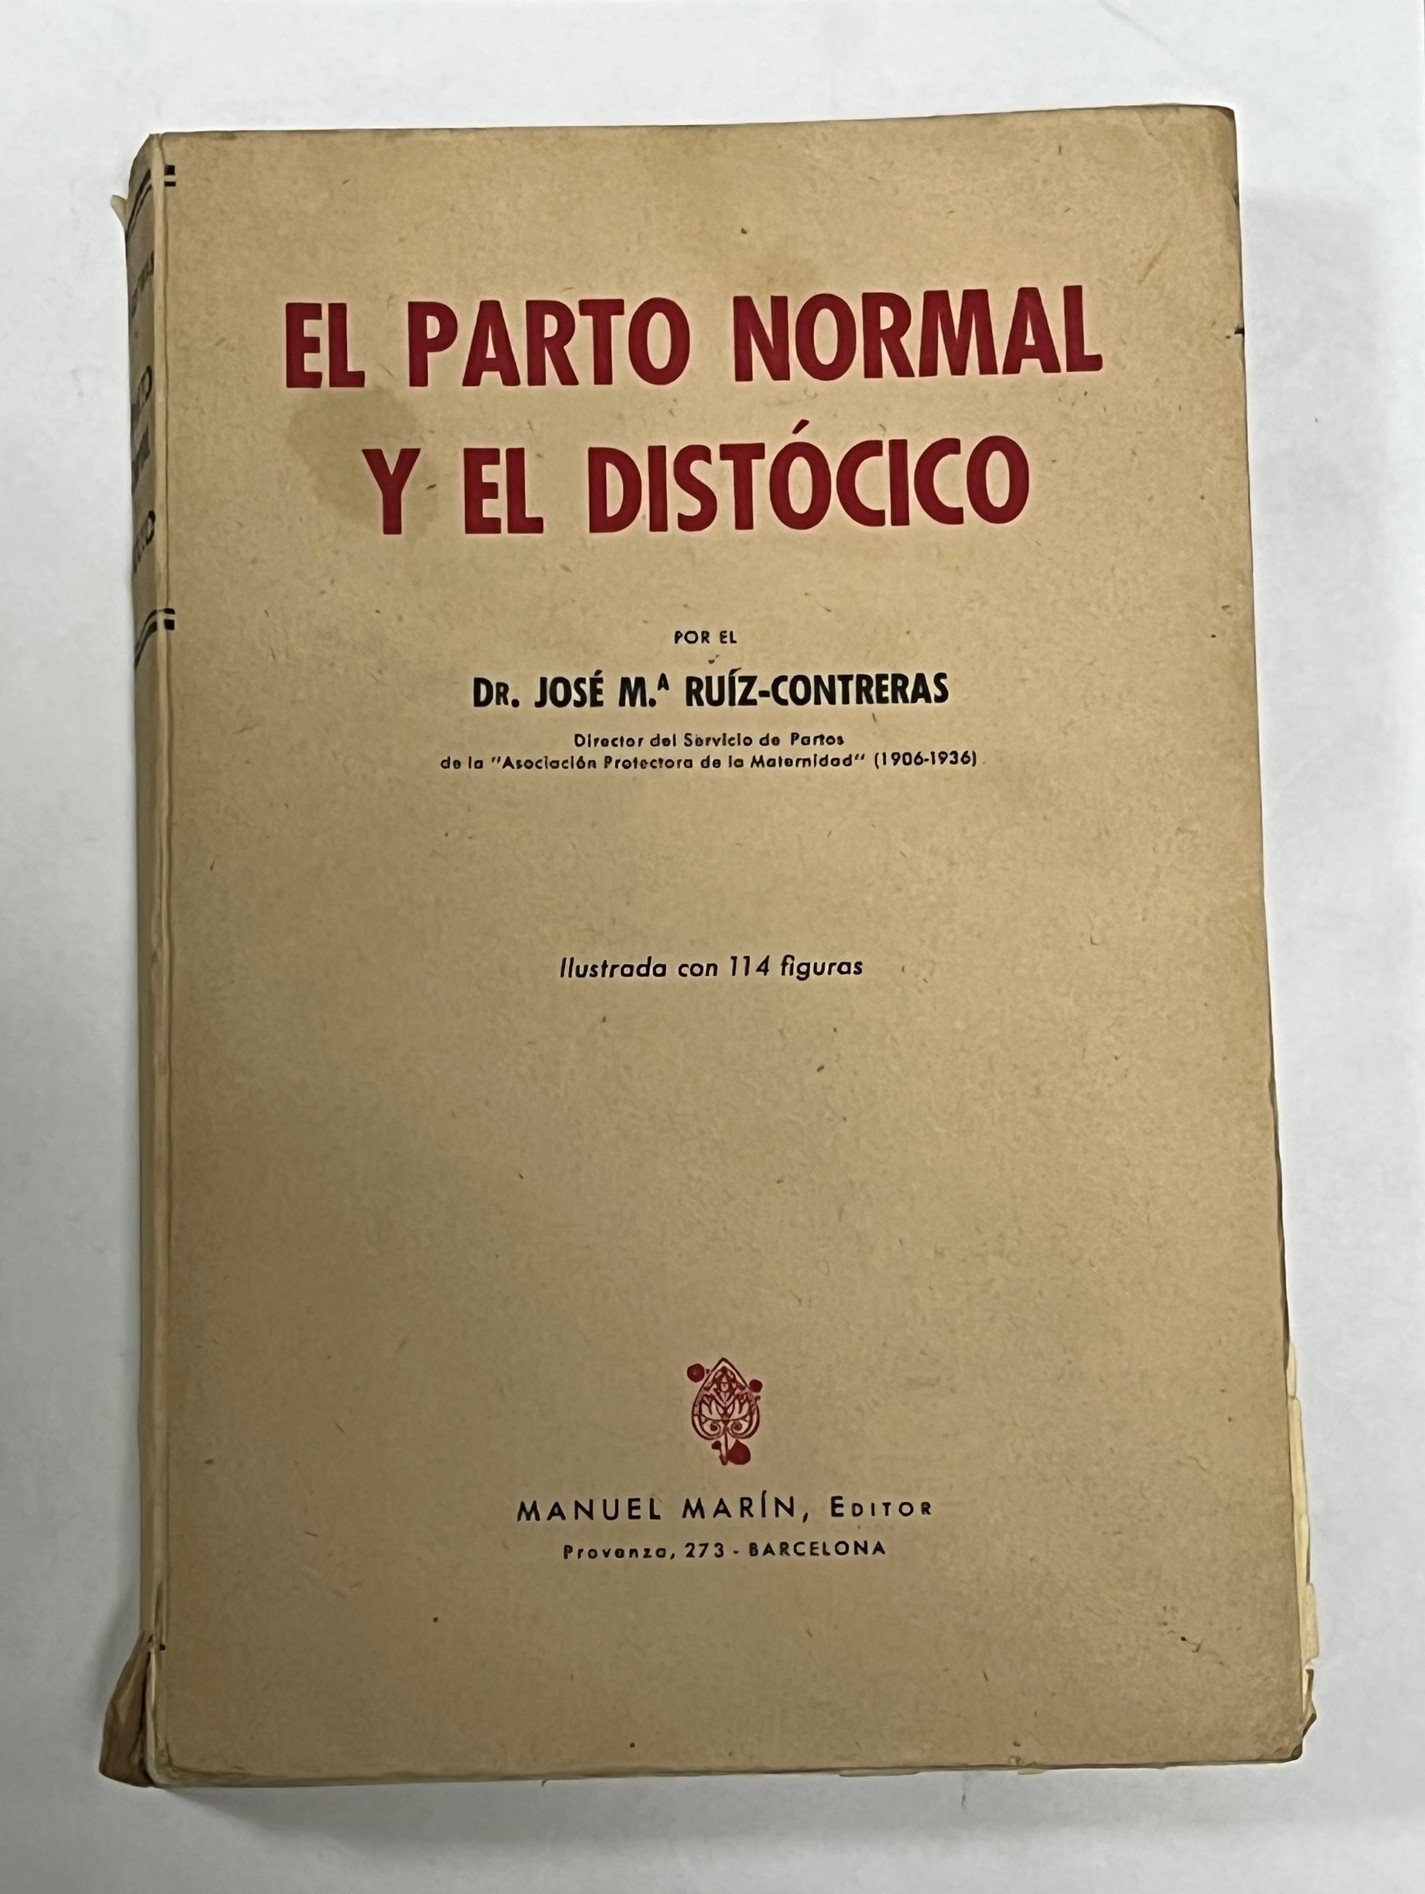 EL PARTO NORMAL
Y EL DISTÓCICO
POR EL
DR. JOSÉ M.ª RUÍZ-CONTRERAS
Director del Servicio de Partos
de la "Asociación Protectora de la Maternidad" (1906-1936)
Ilustrada con 114 figuras
MANUEL MARÍN, EDITOR
Provenza, 273 - BARCELONA